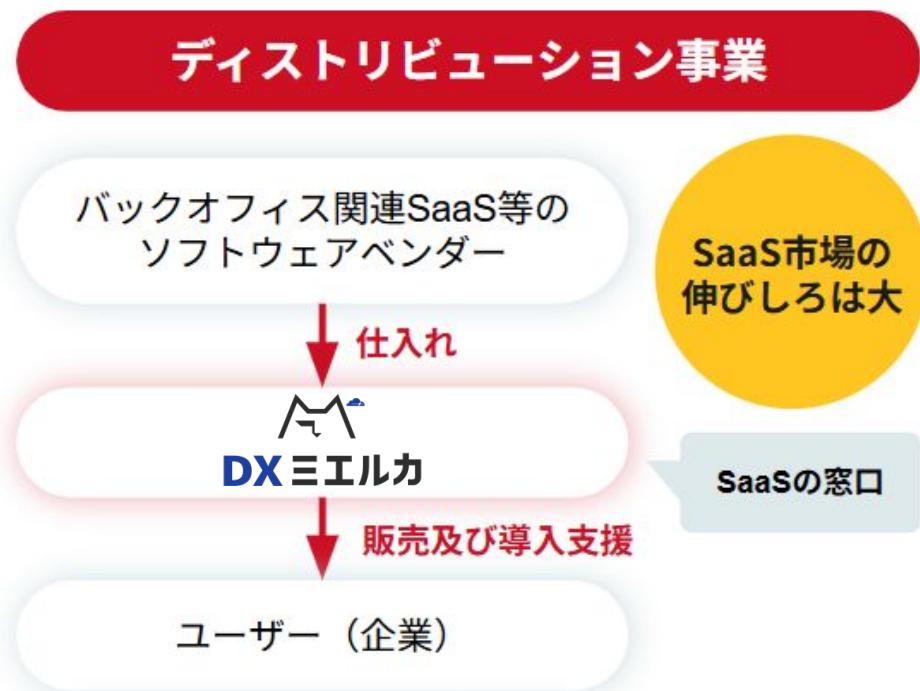 ディストリビューション事業
バックオフィス関連SaaS等の
ソフトウェアベンダー
SaaS市場の
伸びしろは大
仕入れ
DXミエルカ
SaaSの窓口
販売及び導入支援
ユーザー（企業）